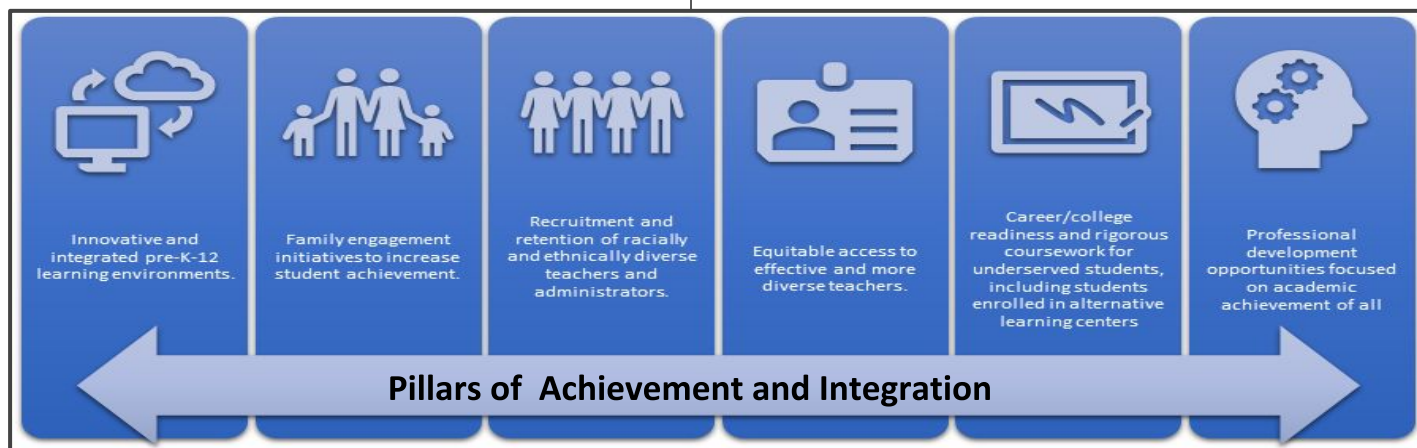 Innovative and
integrated pre-K-12
learning environments.
Family engagement
initiatives to increase
student achievement.
Recruitment and
retention of racially
and ethnically diverse
teachers and
administrators.
Equitable access to
effective and more
diverse teachers.
Career/college
readiness and rigorous
coursework for
underserved students,
including students
enrolled in alternative
learning centers
Professional
development
opportunities focused
on academic
achievement of all
Pillars of  Achievement and Integration